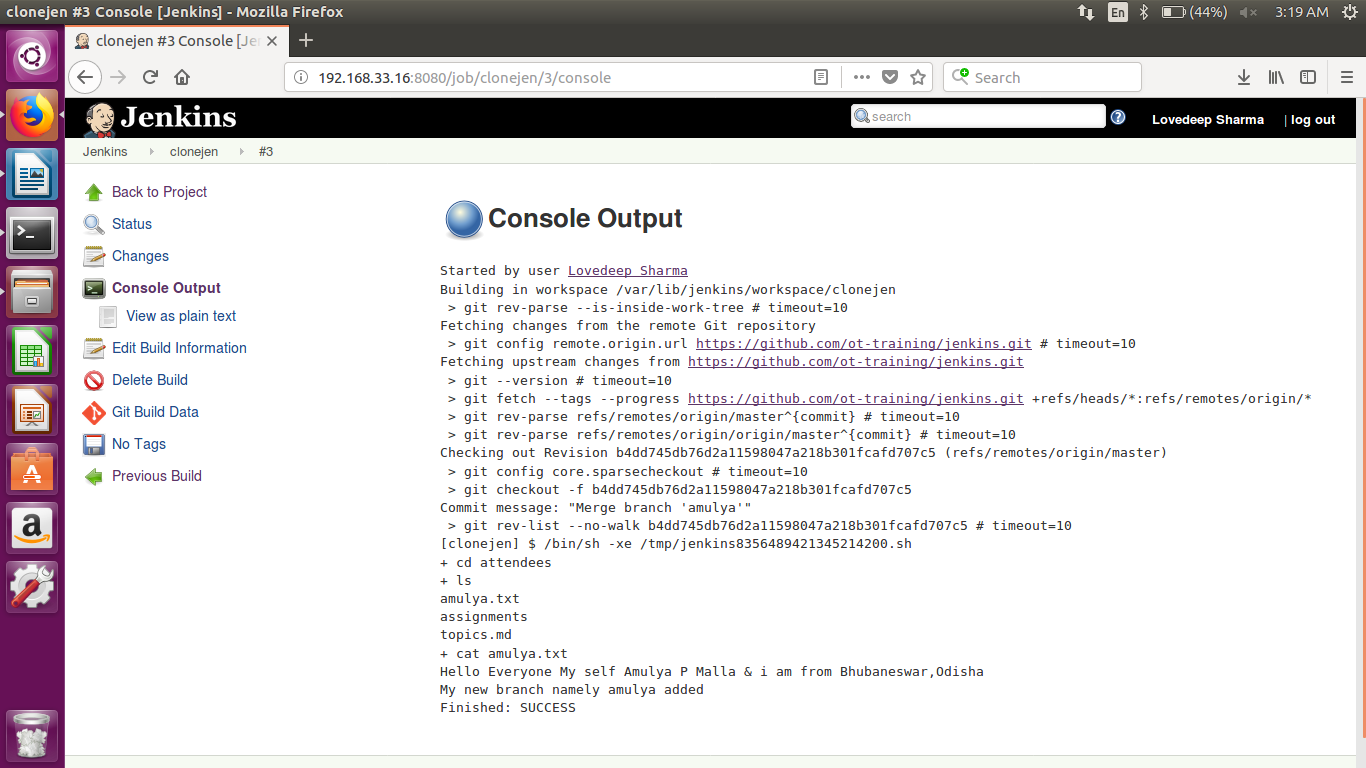 clonejen #3 Console [Jenkins] - Mozilla Firefox
En
(44%)
3:19 AM
clonejen #3 Console [Je
192.168.33.16:8080/job/clonejen/3/console
Search
Jenkins
search
Lovedeep Sharma
| log out
Jenkins
clonejen
#3
Back to Project
Status
Changes
Console Output
View as plain text
Edit Build Information
Delete Build
Git Build Data
No Tags
Previous Build
Console Output
Started by user Lovedeep Sharma
Building in workspace /var/lib/jenkins/workspace/clonejen
 > git rev-parse --is-inside-work-tree # timeout=10
Fetching changes from the remote Git repository
 > git config remote.origin.url https://github.com/ot-training/jenkins.git # timeout=10
Fetching upstream changes from https://github.com/ot-training/jenkins.git
 > git --version # timeout=10
 > git fetch --tags --progress https://github.com/ot-training/jenkins.git +refs/heads/*:refs/remotes/origin/*
 > git rev-parse refs/remotes/origin/master^{commit} # timeout=10
 > git rev-parse refs/remotes/origin/origin/master^{commit} # timeout=10
Checking out Revision b4dd745db76d2a11598047a218b301fcafd707c5 (refs/remotes/origin/master)
 > git config core.sparsecheckout # timeout=10
 > git checkout -f b4dd745db76d2a11598047a218b301fcafd707c5
Commit message: "Merge branch 'amulya'"
 > git rev-list --no-walk b4dd745db76d2a11598047a218b301fcafd707c5 # timeout=10
[clonejen] $ /bin/sh -xe /tmp/jenkins8356489421345214200.sh
+ cd attendees
+ ls
amulya.txt
assignments
topics.md
+ cat amulya.txt
Hello Everyone My self Amulya P Malla & i am from Bhubaneswar,Odisha
My new branch namely amulya added
Finished: SUCCESS